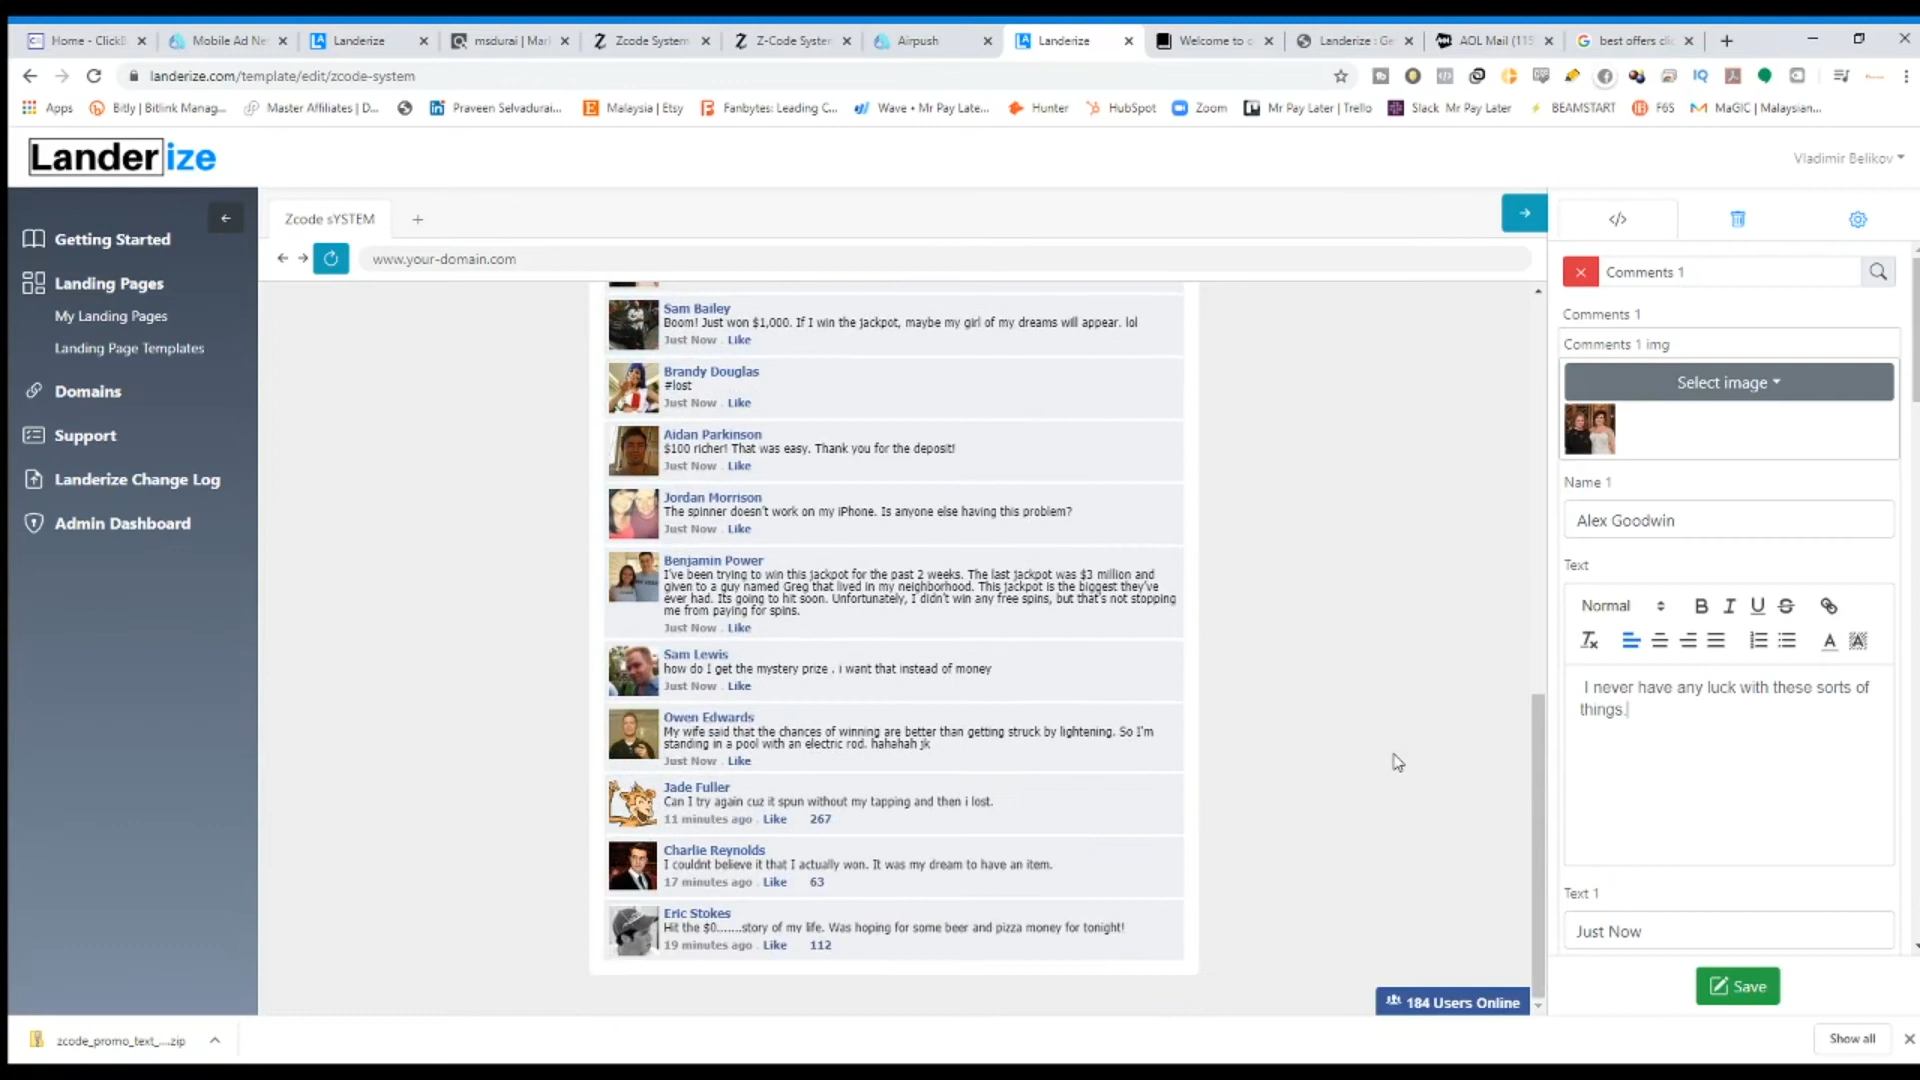 Home - ClickB
Mobile Ad Ne
Landerize
msdurai | Mar
Zcode System
Z-Code System
Airpush
Landerize
Welcome to c
Landerize : Ge
AOL Mail (115
best offers clic
landerize.com/template/edit/zcode-system
Apps
Bitly | Bitlink Manag...
Master Affiliates | D...
Praveen Selvadurai...
Malaysia | Etsy
Fanbytes: Leading C...
Wave • Mr Pay Late...
Hunter
HubSpot
Zoom
Mr Pay Later | Trello
Slack Mr Pay Later
BEAMSTART
F6S
MaGIC | Malaysian...
Landerize
Vladimir Belikov
Getting Started
Landing Pages
My Landing Pages
Landing Page Templates
Domains
Support
Landerize Change Log
Admin Dashboard
Zcode sYSTEM
www.your-domain.com
Sam Bailey
Boom! Just won $1,000. If I win the jackpot, maybe my girl of my dreams will appear. lol
Just Now . Like
Brandy Douglas
#lost
Just Now . Like
Aidan Parkinson
$100 richer! That was easy. Thank you for the deposit!
Just Now . Like
Jordan Morrison
The spinner doesn't work on my iPhone. Is anyone else having this problem?
Just Now . Like
Benjamin Power
I've been trying to win this jackpot for the past 2 weeks. The last jackpot was $3 million and
given to a guy named Greg that lived in my neighborhood. This jackpot is the biggest they've
ever had. Its going to hit soon. Unfortunately, I didn't win any free spins, but that's not stopping
me from paying for spins.
Just Now . Like
Sam Lewis
how do I get the mystery prize . i want that instead of money
Just Now . Like
Owen Edwards
My wife said that the chances of winning are better than getting struck by lightening. So I'm
standing in a pool with an electric rod. hahahah jk
Just Now . Like
Jade Fuller
Can I try again cuz it spun without my tapping and then i lost.
11 minutes ago . Like 267
Charlie Reynolds
I couldnt believe it that I actually won. It was my dream to have an item.
17 minutes ago . Like 63
Eric Stokes
Hit the $0.......story of my life. Was hoping for some beer and pizza money for tonight!
19 minutes ago . Like 112
184 Users Online
Comments 1
Comments 1
Comments 1 img
Select image
Name 1
Alex Goodwin
Text
Normal
B I U S
I never have any luck with these sorts of
things.
Text 1
Just Now
Save
zcode_promo_text_....zip
Show all